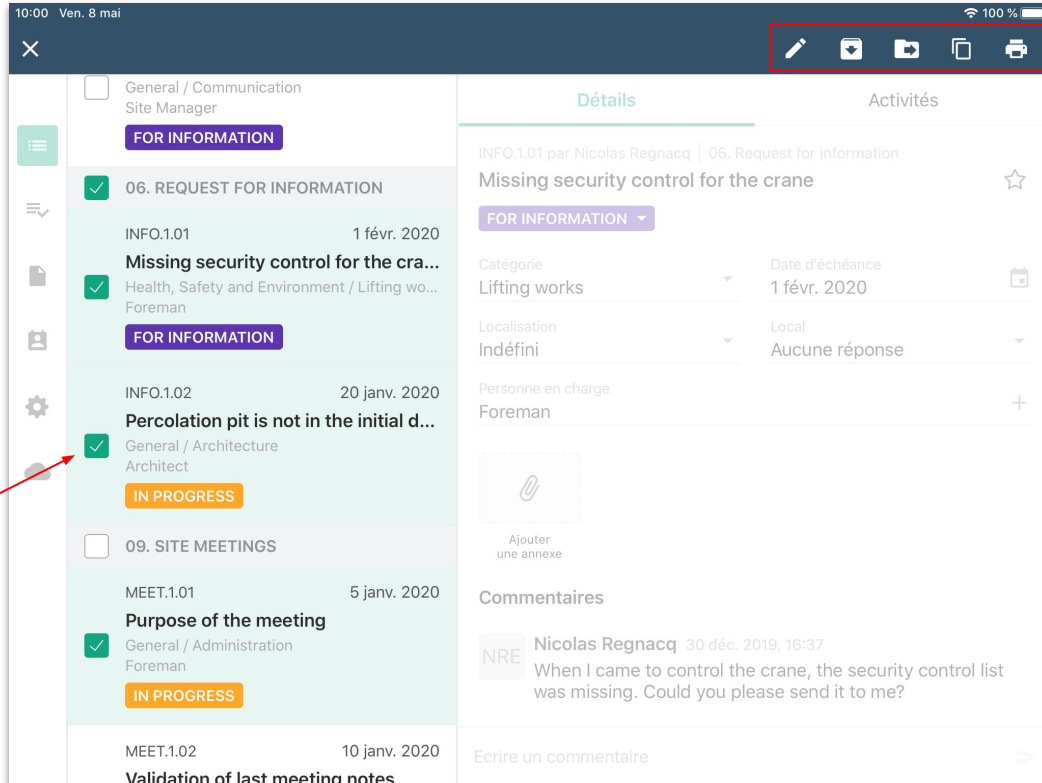 10:00 Ven. 8 mai
100 %
General / Communication
Site Manager
FOR INFORMATION
06. REQUEST FOR INFORMATION
INFO.1.01 1 févr. 2020
Missing security control for the cra...
Health, Safety and Environment / Lifting wo...
Foreman
FOR INFORMATION
INFO.1.02 20 janv. 2020
Percolation pit is not in the initial d...
General / Architecture
Architect
IN PROGRESS
09. SITE MEETINGS
MEET.1.01 5 janv. 2020
Purpose of the meeting
General / Administration
Foreman
IN PROGRESS
MEET.1.02 10 janv. 2020
Validation of last meeting notes
Détails Activités
INFO.1.01 par Nicolas Regnacq | 06. Request for information
Missing security control for the crane
FOR INFORMATION
Catégorie Date d'échéance
Lifting works 1 févr. 2020
Localisation Local
Indéfini Aucune réponse
Personne en charge
Foreman
Ajouter
une annexe
Commentaires
NRE
Nicolas Regnacq 30 déc. 2019, 16:37
When I came to control the crane, the security control list
was missing. Could you please send it to me?
Ecrire un commentaire